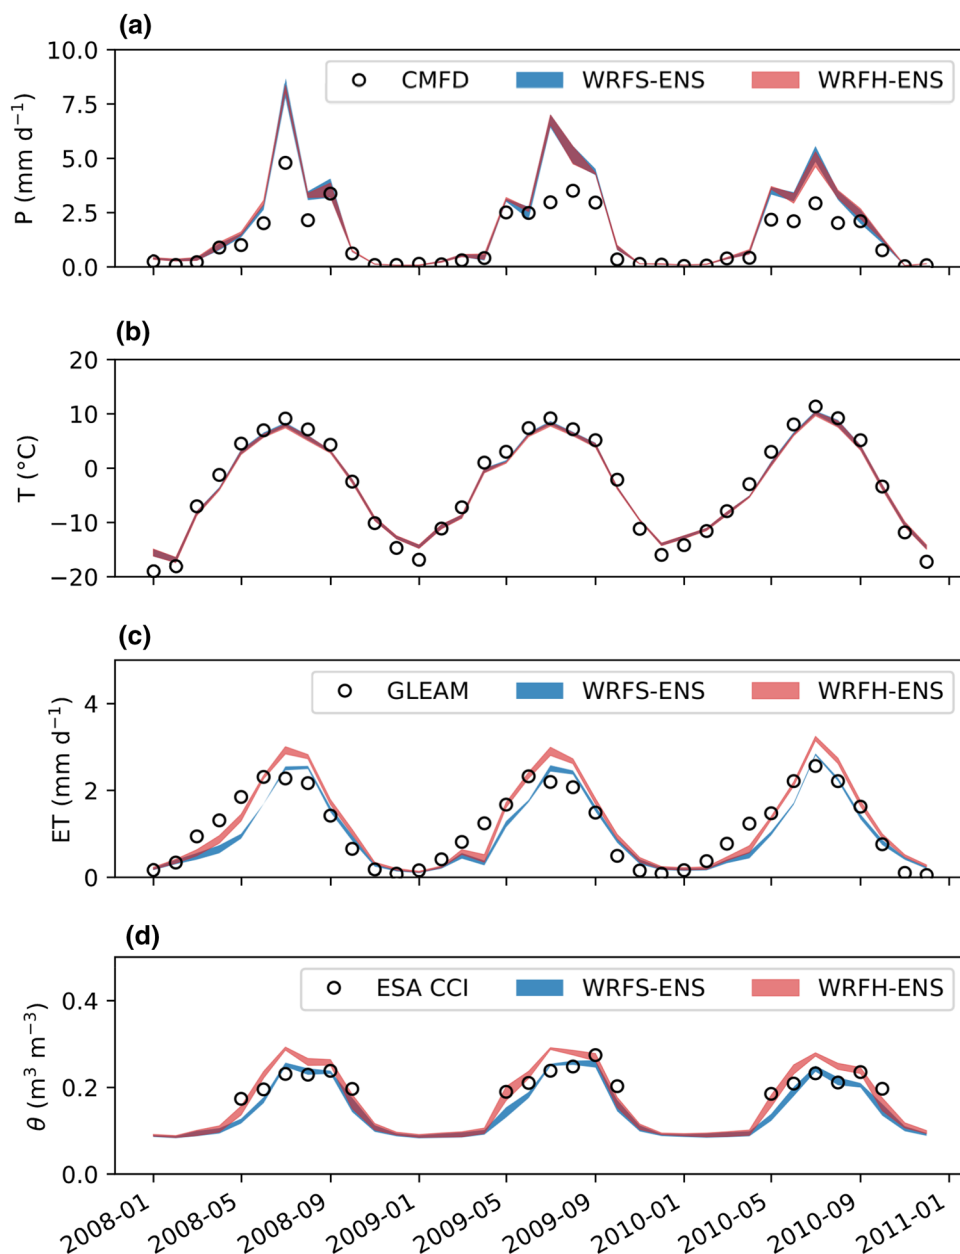 (a)
P (mm d⁻¹)
10.0
7.5
5.0
2.5
0.0
CMFD WRFS-ENS WRFH-ENS
(b)
T (°C)
20
10
0
−10
−20
(c)
ET (mm d⁻¹)
4
2
0
GLEAM WRFS-ENS WRFH-ENS
(d)
θ (m³ m⁻³)
0.4
0.2
0.0
ESA CCI WRFS-ENS WRFH-ENS
2008-01 2008-05 2008-09 2009-01 2009-05 2009-09 2010-01 2010-05 2010-09 2011-01